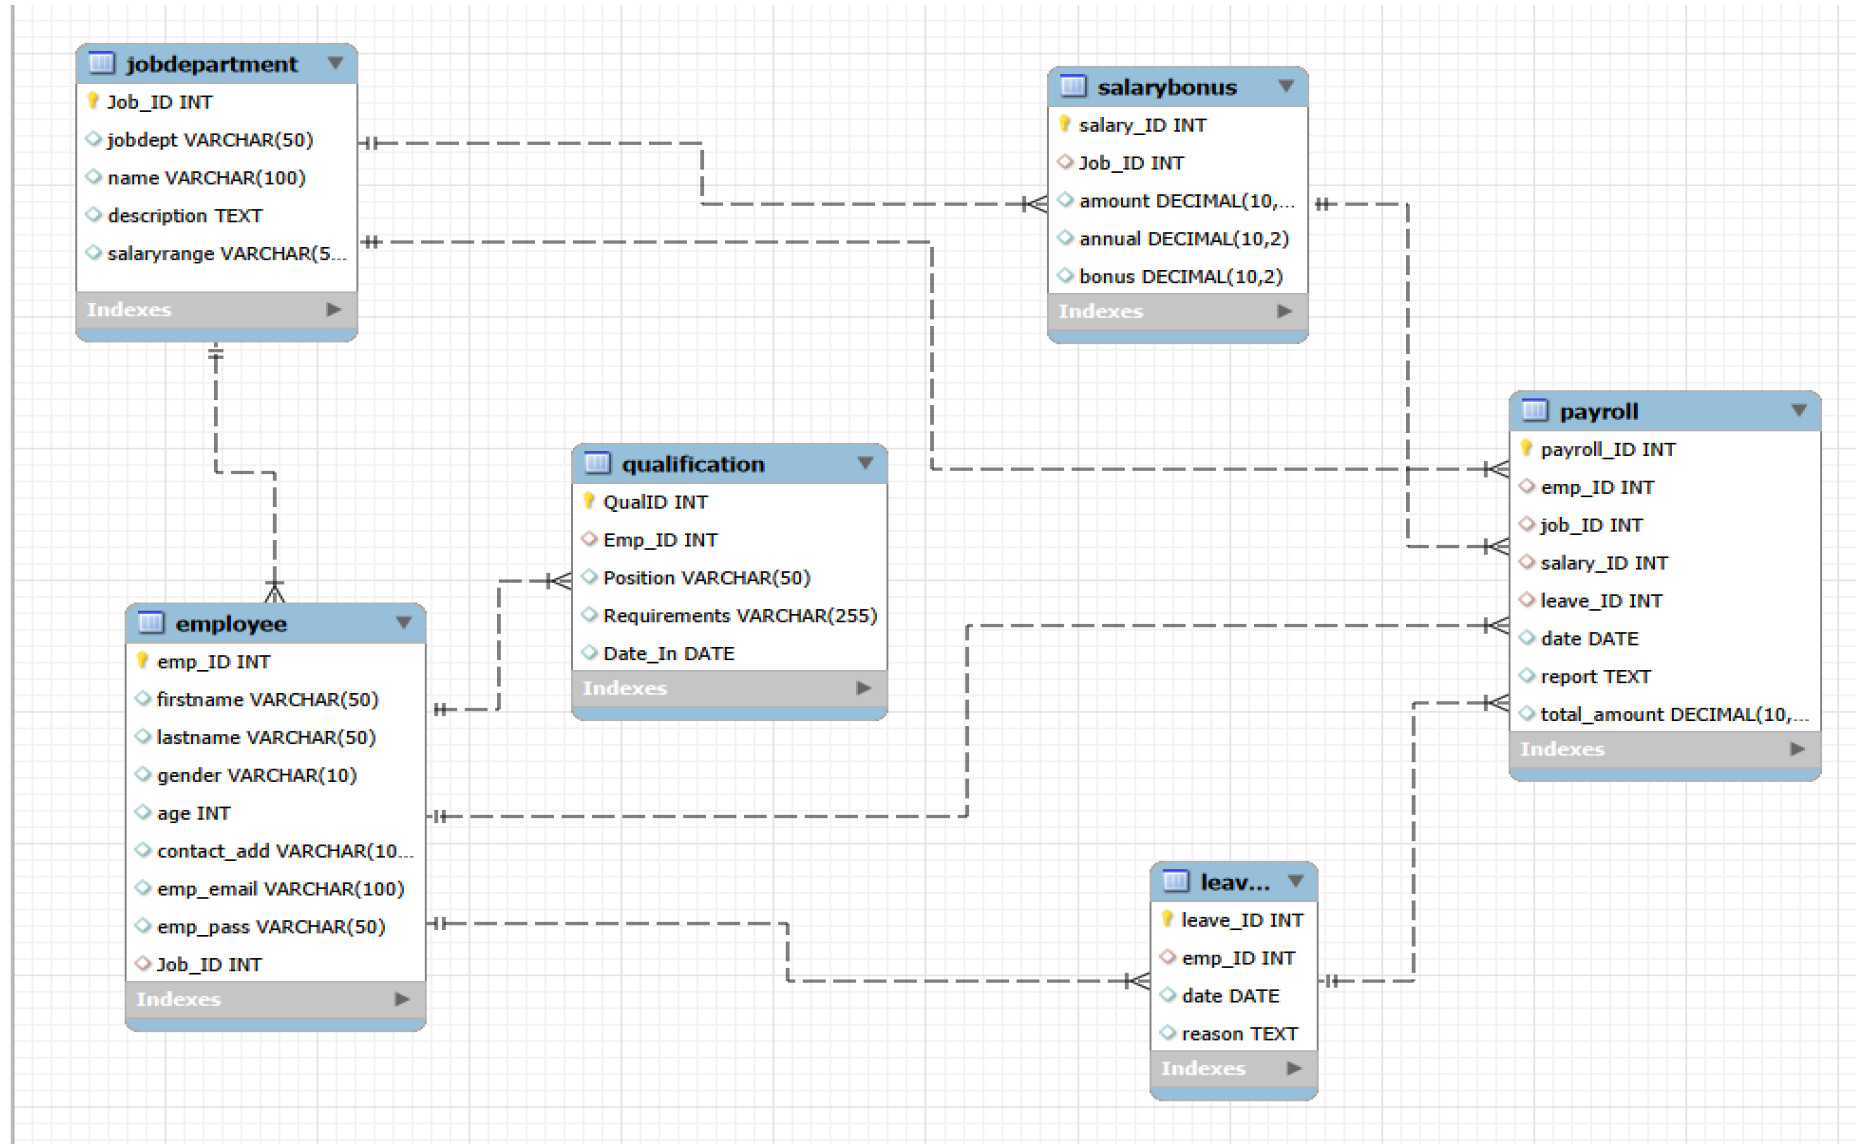 jobdepartment
Job_ID INT
jobdept VARCHAR(50)
name VARCHAR(100)
description TEXT
salaryrange VARCHAR(5...
Indexes
salarybonus
salary_ID INT
Job_ID INT
amount DECIMAL(10,...
annual DECIMAL(10,2)
bonus DECIMAL(10,2)
Indexes
qualification
QualID INT
Emp_ID INT
Position VARCHAR(50)
Requirements VARCHAR(255)
Date_In DATE
Indexes
payroll
payroll_ID INT
emp_ID INT
job_ID INT
salary_ID INT
leave_ID INT
date DATE
report TEXT
total_amount DECIMAL(10,...
Indexes
employee
emp_ID INT
firstname VARCHAR(50)
lastname VARCHAR(50)
gender VARCHAR(10)
age INT
contact_add VARCHAR(10...
emp_email VARCHAR(100)
emp_pass VARCHAR(50)
Job_ID INT
Indexes
leav...
leave_ID INT
emp_ID INT
date DATE
reason TEXT
Indexes